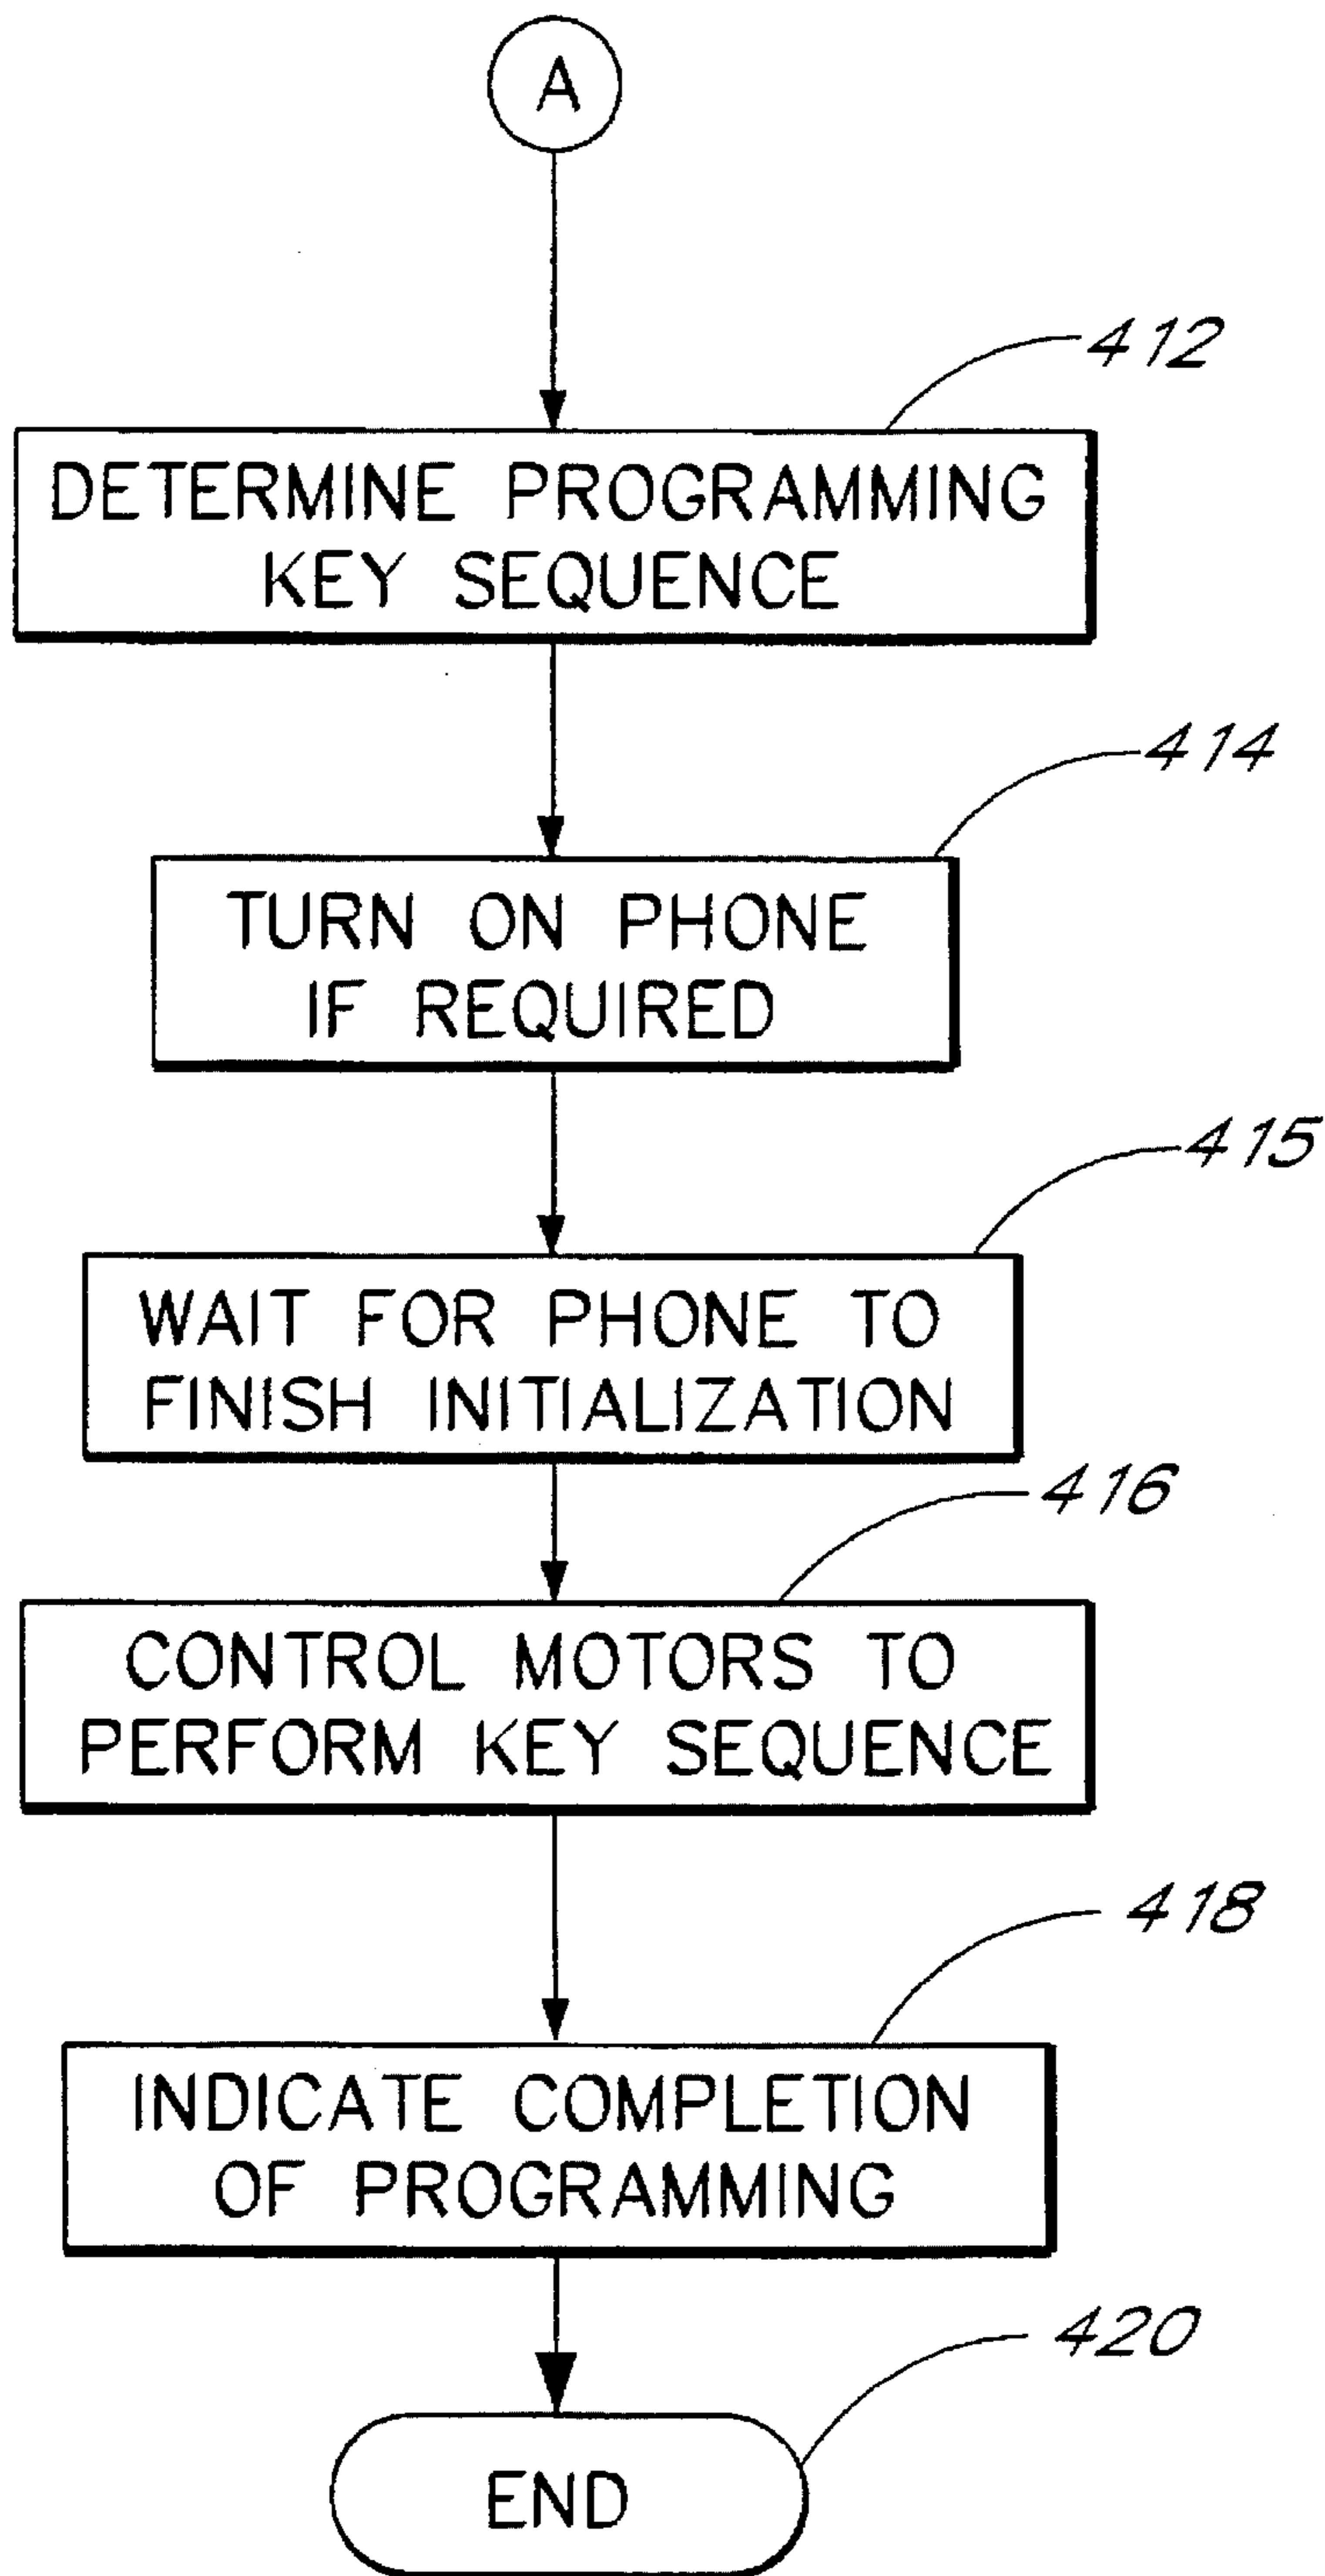 A
412
DETERMINE PROGRAMMING
KEY SEQUENCE
414
TURN ON PHONE
IF REQUIRED
415
WAIT FOR PHONE TO
FINISH INITIALIZATION
416
CONTROL MOTORS TO
PERFORM KEY SEQUENCE
418
INDICATE COMPLETION
OF PROGRAMMING
420
END